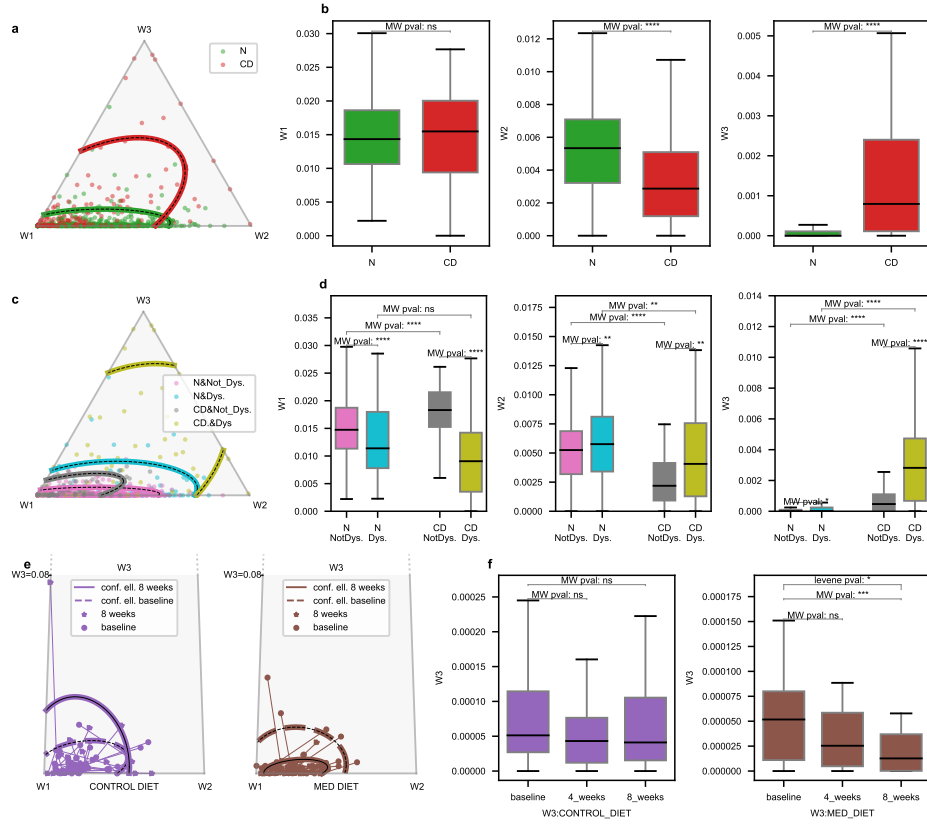 a
W3
N
CD
W1
W2
b
MW pval: ns
0.030
0.025
0.020
0.015
0.010
0.005
0.000
W1
N
CD
MW pval: ****
0.012
0.010
0.008
0.006
0.004
0.002
0.000
W2
N
CD
MW pval: ****
0.005
0.004
0.003
0.002
0.001
0.000
W3
N
CD
c
W3
N&Not_Dys.
N&Dys.
CD&Not_Dys.
CD.&Dys
W1
W2
d
MW pval: ns
MW pval: ****
MW pval: ****
MW pval: ****
0.035
0.030
0.025
0.020
0.015
0.010
0.005
0.000
W1
N
NotDys.
N
Dys.
CD
NotDys.
CD
Dys.
MW pval: **
MW pval: ****
MW pval: **
MW pval: **
0.0175
0.0150
0.0125
0.0100
0.0075
0.0050
0.0025
0.0000
W2
N
NotDys.
N
Dys.
CD
NotDys.
CD
Dys.
MW pval: ****
MW pval: ****
MW pval: ****
MW pval: *
0.014
0.012
0.010
0.008
0.006
0.004
0.002
0.000
W3
N
NotDys.
N
Dys.
CD
NotDys.
CD
Dys.
e
W3
W3=0.08
conf. ell. 8 weeks
conf. ell. baseline
8 weeks
baseline
W1
CONTROL DIET
W2
W3
W3=0.08
conf. ell. 8 weeks
conf. ell. baseline
8 weeks
baseline
W1
MED DIET
W2
f
MW pval: ns
MW pval: ns
0.00025
0.00020
0.00015
0.00010
0.00005
0.00000
W3
baseline
4_weeks
8_weeks
W3:CONTROL_DIET
levene pval: *
MW pval: ***
MW pval: ns
0.000175
0.000150
0.000125
0.000100
0.000075
0.000050
0.000025
0.000000
W3
baseline
4_weeks
8_weeks
W3:MED_DIET